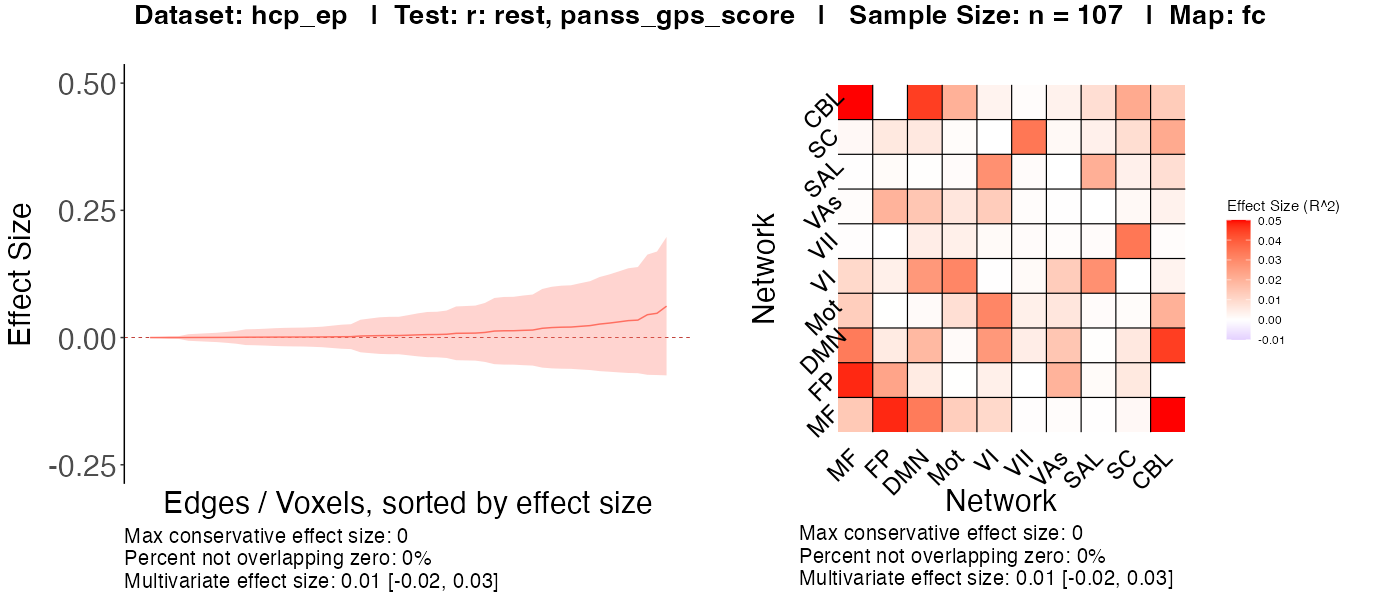 Dataset: hcp_ep | Test: r: rest, panss_gps_score | Sample Size: n = 107 | Map: fc
Effect Size
0.50
0.25
0.00
-0.25
Edges / Voxels, sorted by effect size
Max conservative effect size: 0
Percent not overlapping zero: 0%
Multivariate effect size: 0.01 [-0.02, 0.03]
Network
CBL
SC
SAL
VAs
VII
VI
Mot
DMN
FP
MF
MF FP DMN Mot VI VII VAs SAL SC CBL
Network
Max conservative effect size: 0
Percent not overlapping zero: 0%
Multivariate effect size: 0.01 [-0.02, 0.03]
Effect Size (R^2)
0.05
0.04
0.03
0.02
0.01
0.00
-0.01